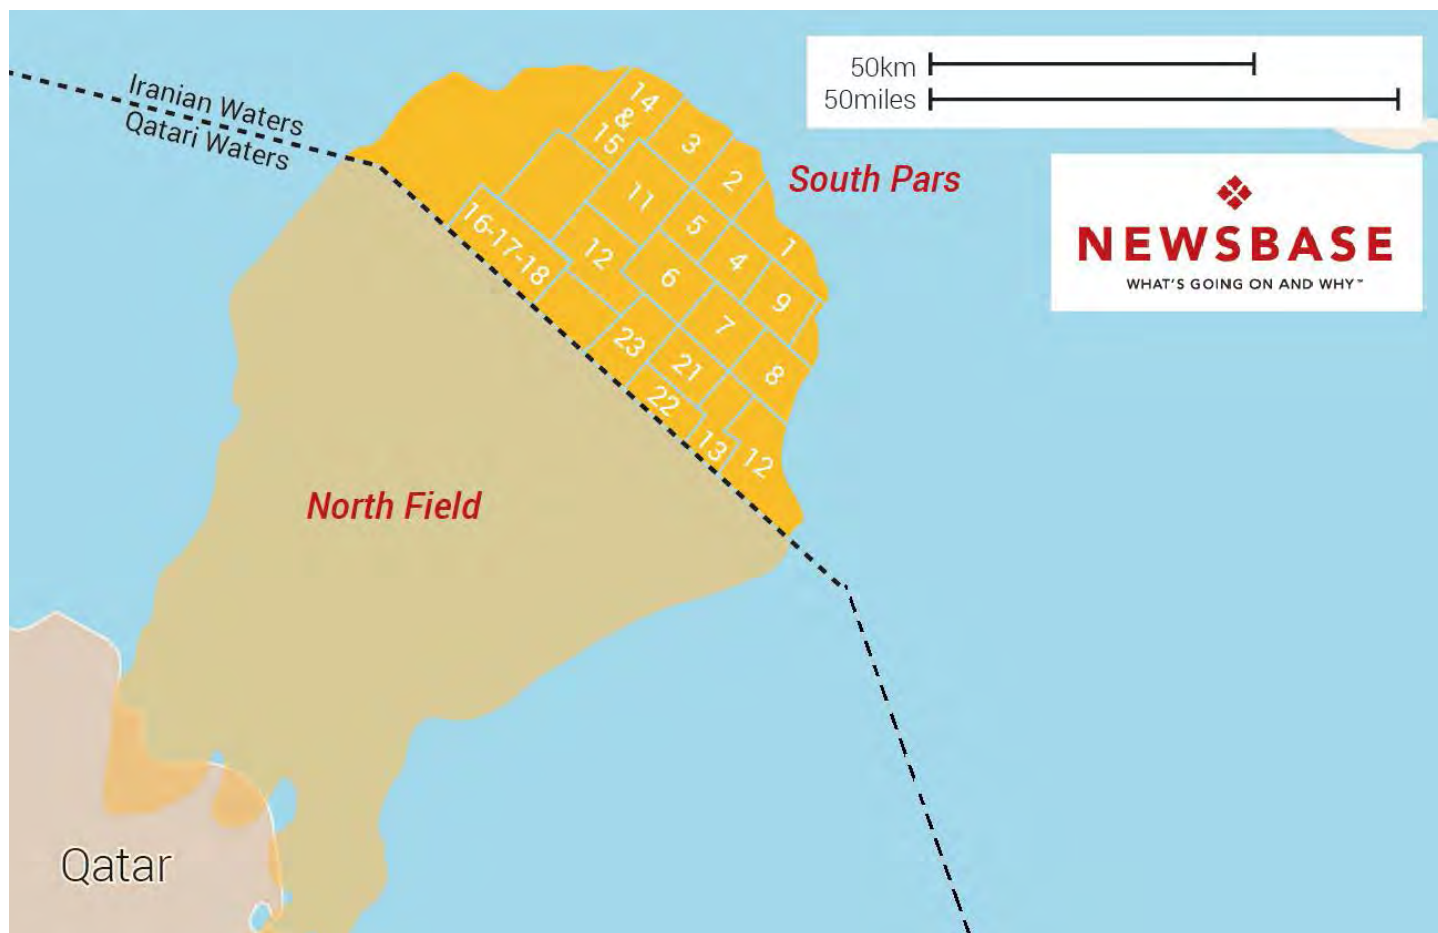 50km
50miles
Iranian Waters
Qatari Waters
South Pars
NEWSBASE
WHAT'S GOING ON AND WHY™
14
&
15
3
2
1
11
5
4
9
16-17-18
12
6
7
8
23
21
22
13
12
North Field
Qatar